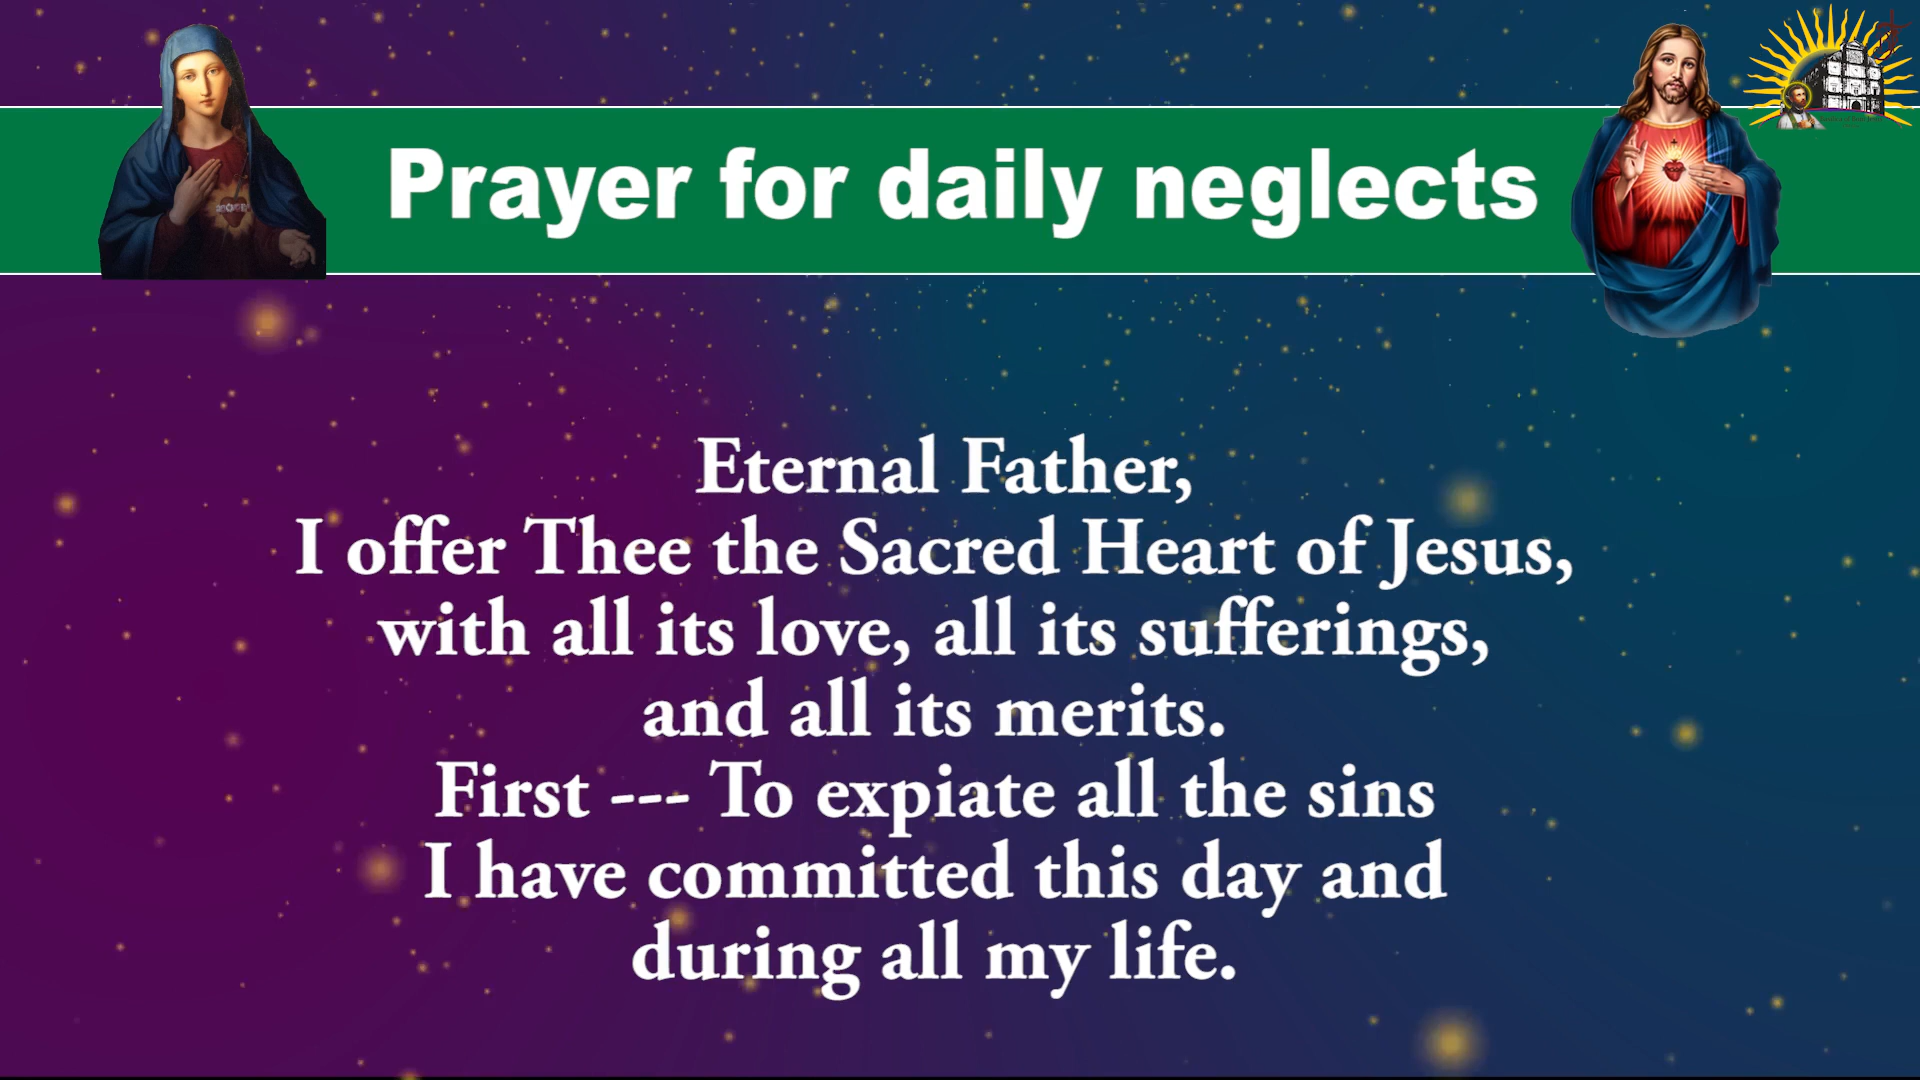 Prayer for daily neglects
Eternal Father,
I offer Thee the Sacred Heart of Jesus,
with all its love, all its sufferings,
and all its merits.
First --- To expiate all the sins
I have committed this day and
during all my life.